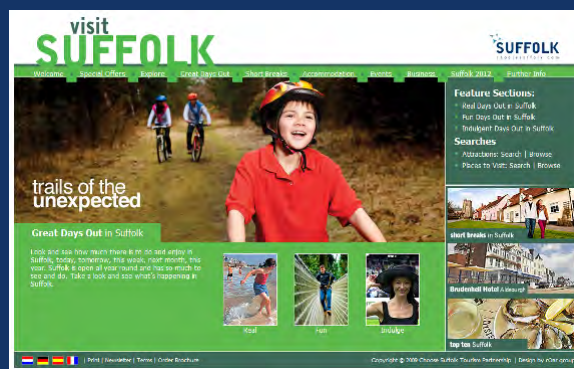 visit
SUFFOLK
SUFFOLK
Welcome Special Offers Explore Great Days Out Short Breaks Accommodation Events Business Suffolk 2012 Further Info
Feature Sections:
Real Days Out in Suffolk
Fun Days Out in Suffolk
Indulgent Days Out in Suffolk
Searches
Attractions: Search | Browse
Places to Visit: Search | Browse
trails of the
unexpected
Great Days Out in Suffolk
Look and see how much there is to do and enjoy in
Suffolk, today, tomorrow, this week, next month, this
year. Suffolk is open all year round and has so much to
see and do. Take a look and see what's happening in
Suffolk.
Real
Fun
Indulge
short breaks in Suffolk
Brudenell Hotel Aldeburgh
top ten Suffolk
| Print | Newsletter | Terms | Order Brochure
Copyright © 2009 Choose Suffolk Tourism Partnership | Design by rOar group